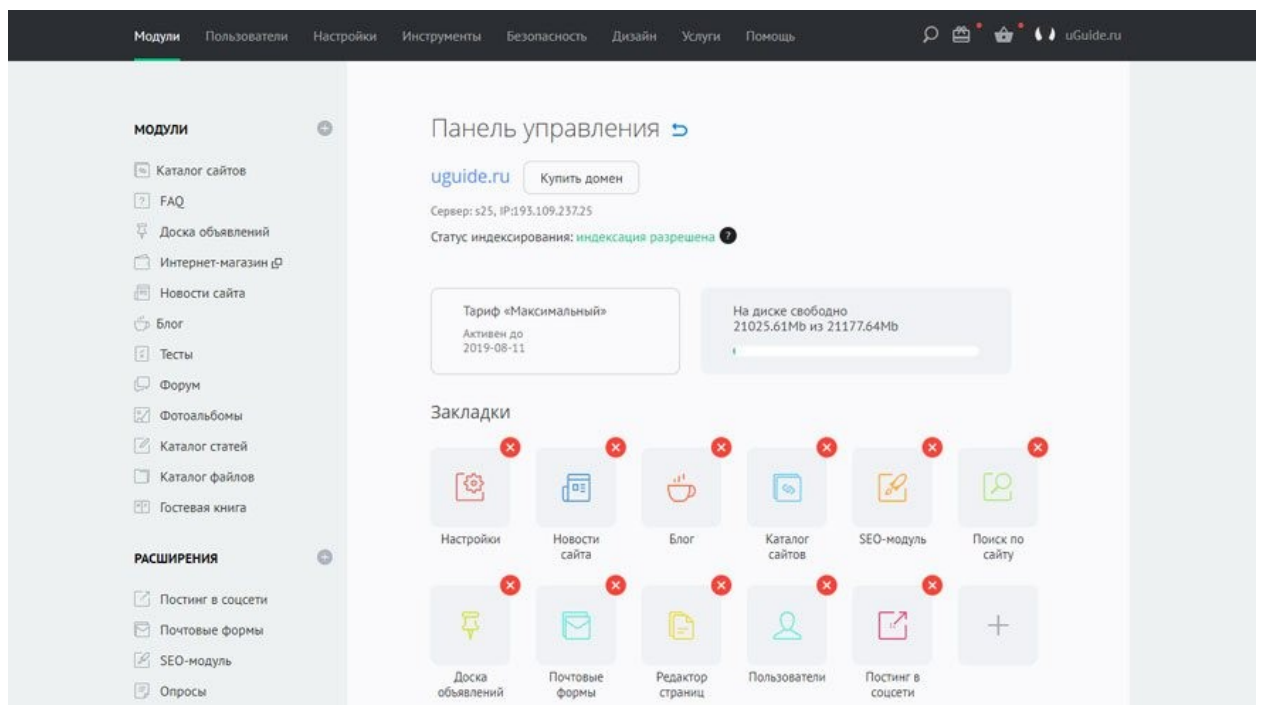 Модули Пользователи Настройки Инструменты Безопасность Дизайн Услуги Помощь uGuide.ru
МОДУЛИ
Каталог сайтов
FAQ
Доска объявлений
Интернет-магазин
Новости сайта
Блог
Тесты
Форум
Фотоальбомы
Каталог статей
Каталог файлов
Гостевая книга
РАСШИРЕНИЯ
Постинг в соцсети
Почтовые формы
SEO-модуль
Опросы
Панель управления
uguide.ru Купить домен
Сервер: s25, IP:193.109.237.25
Статус индексирования: индексация разрешена ?
Тариф «Максимальный»
Активен до
2019-08-11
На диске свободно
21025.61Mb из 21177.64Mb
Закладки
Настройки
Новости
сайта
Блог
Каталог
сайтов
SEO-модуль
Поиск по
сайту
Доска
объявлений
Почтовые
формы
Редактор
страниц
Пользователи
Постинг в
соцсети